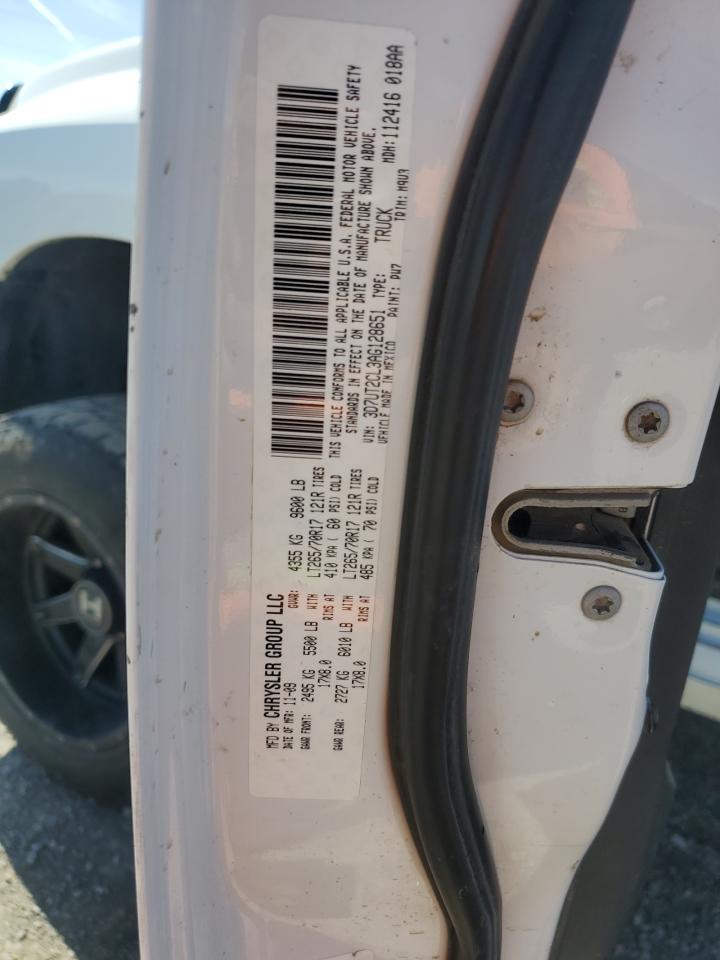 MFD BY CHRYSLER GROUP LLC
DATE OF MFR: 11-09 GVWR: 4355 KG 9600 LB
GAWR FRONT: 2495 KG 5500 LB WITH LT265/70R17 121R TIRES
17X8.0 RIMS AT 410 KPA ( 60 PSI) COLD
GAWR REAR: 2727 KG 6010 LB WITH LT265/70R17 121R TIRES
17X8.0 RIMS AT 485 KPA ( 70 PSI) COLD
THIS VEHICLE CONFORMS TO ALL APPLICABLE U.S.A. FEDERAL MOTOR VEHICLE SAFETY
STANDARDS IN EFFECT ON THE DATE OF MANUFACTURE SHOWN ABOVE.
VIN: 3D7UT2CL3AG128651 TYPE: TRUCK MDH: 112416 018AA
VEHICLE MADE IN MEXICO PAINT: PW7 TRIM: M9U3